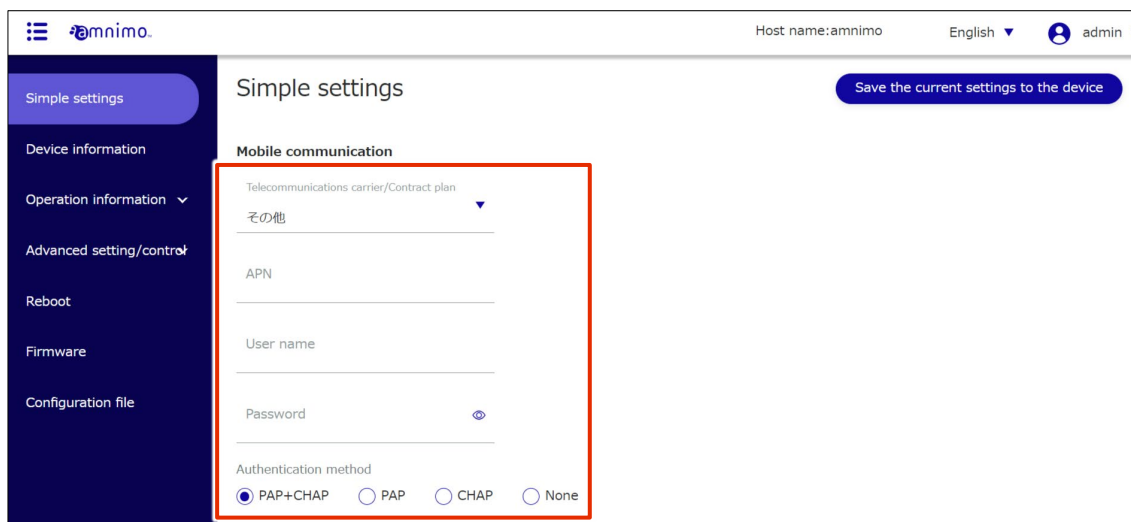 amnimo
Host name:amnimo
English
admin
Simple settings
Device information
Operation information
Advanced setting/control
Reboot
Firmware
Configuration file
Simple settings
Save the current settings to the device
Mobile communication
Telecommunications carrier/Contract plan
その他
APN
User name
Password
Authentication method
PAP+CHAP PAP CHAP None